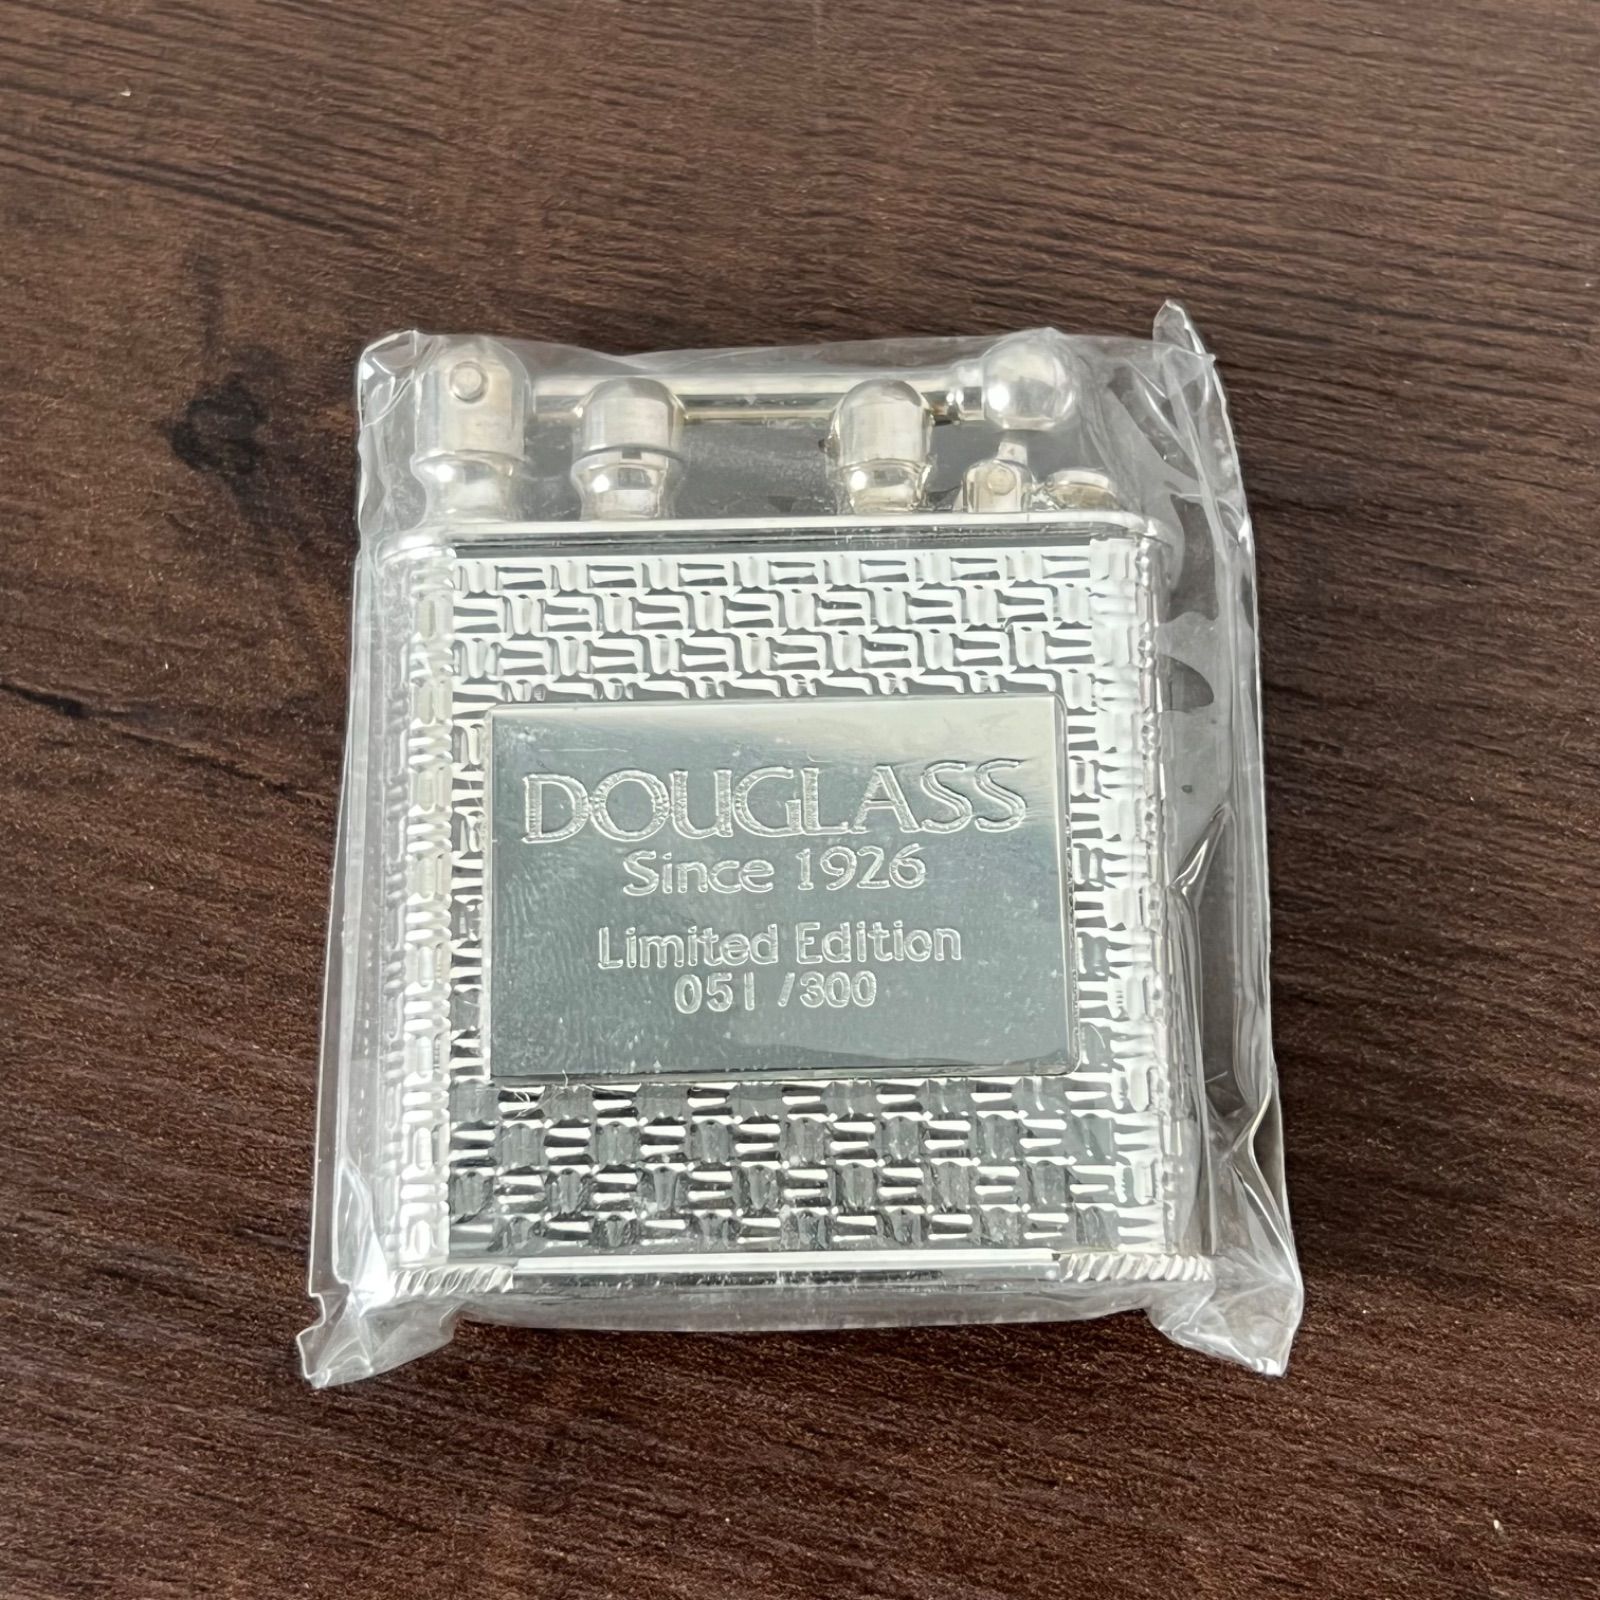 DOUGLASS
Since 1926
Limited Edition
051 /300